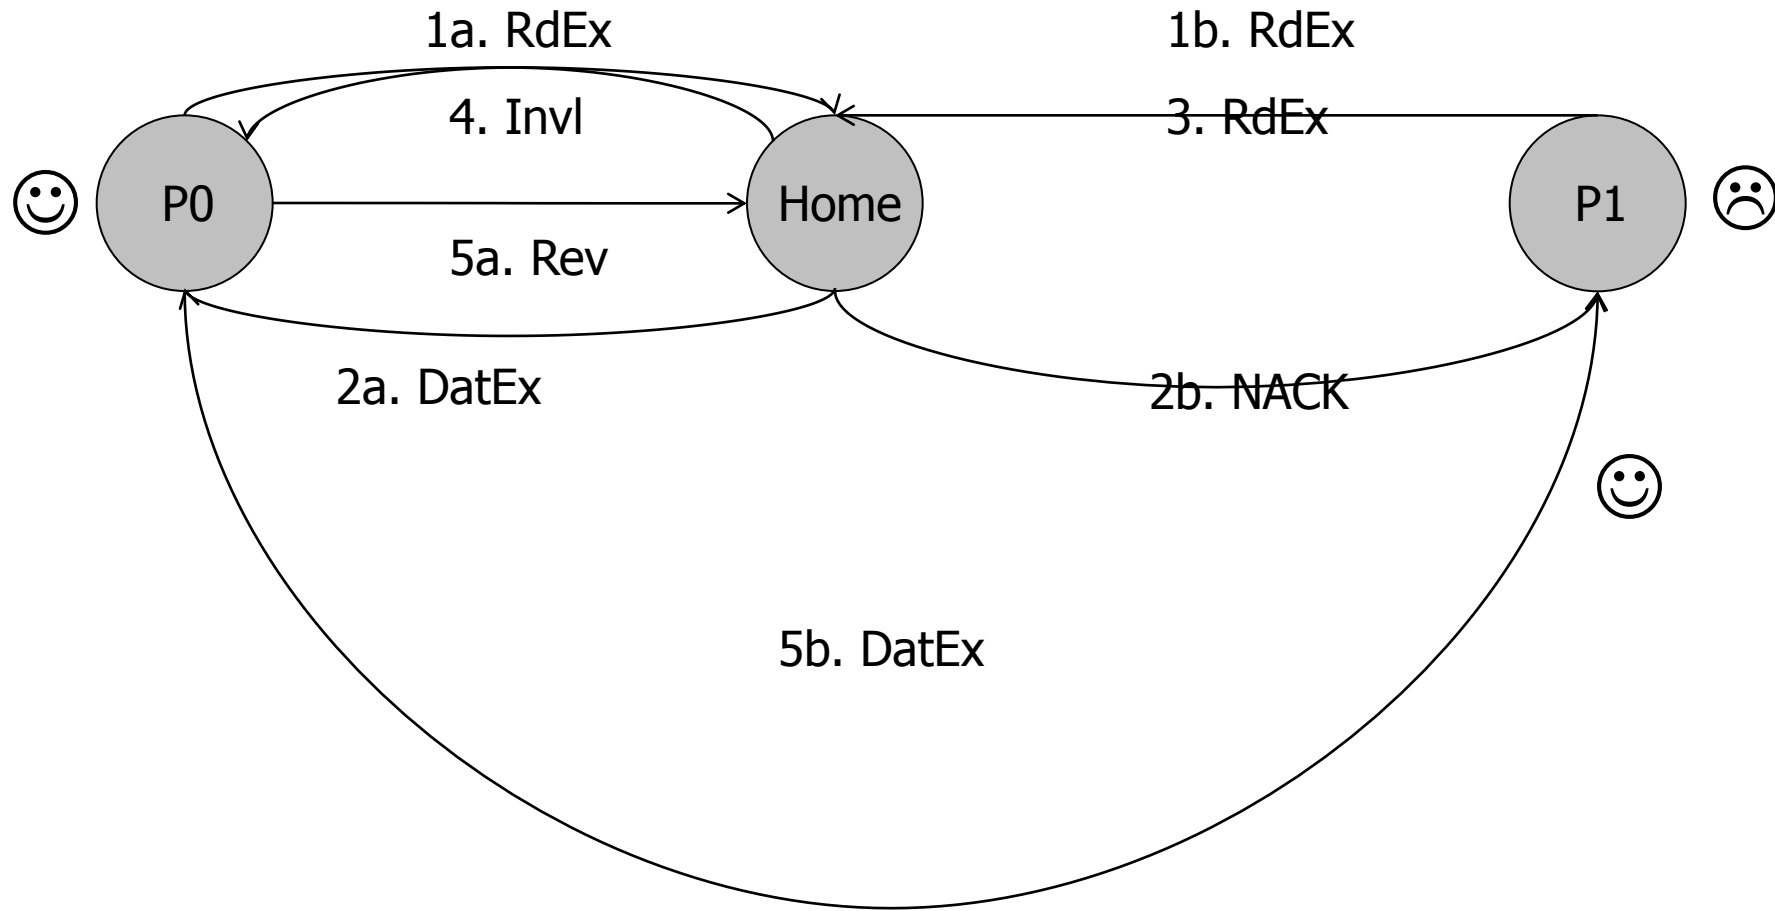 1a. RdEx
1b. RdEx
4. Invl
3. RdEx
P0
Home
P1
5a. Rev
2a. DatEx
2b. NACK
5b. DatEx